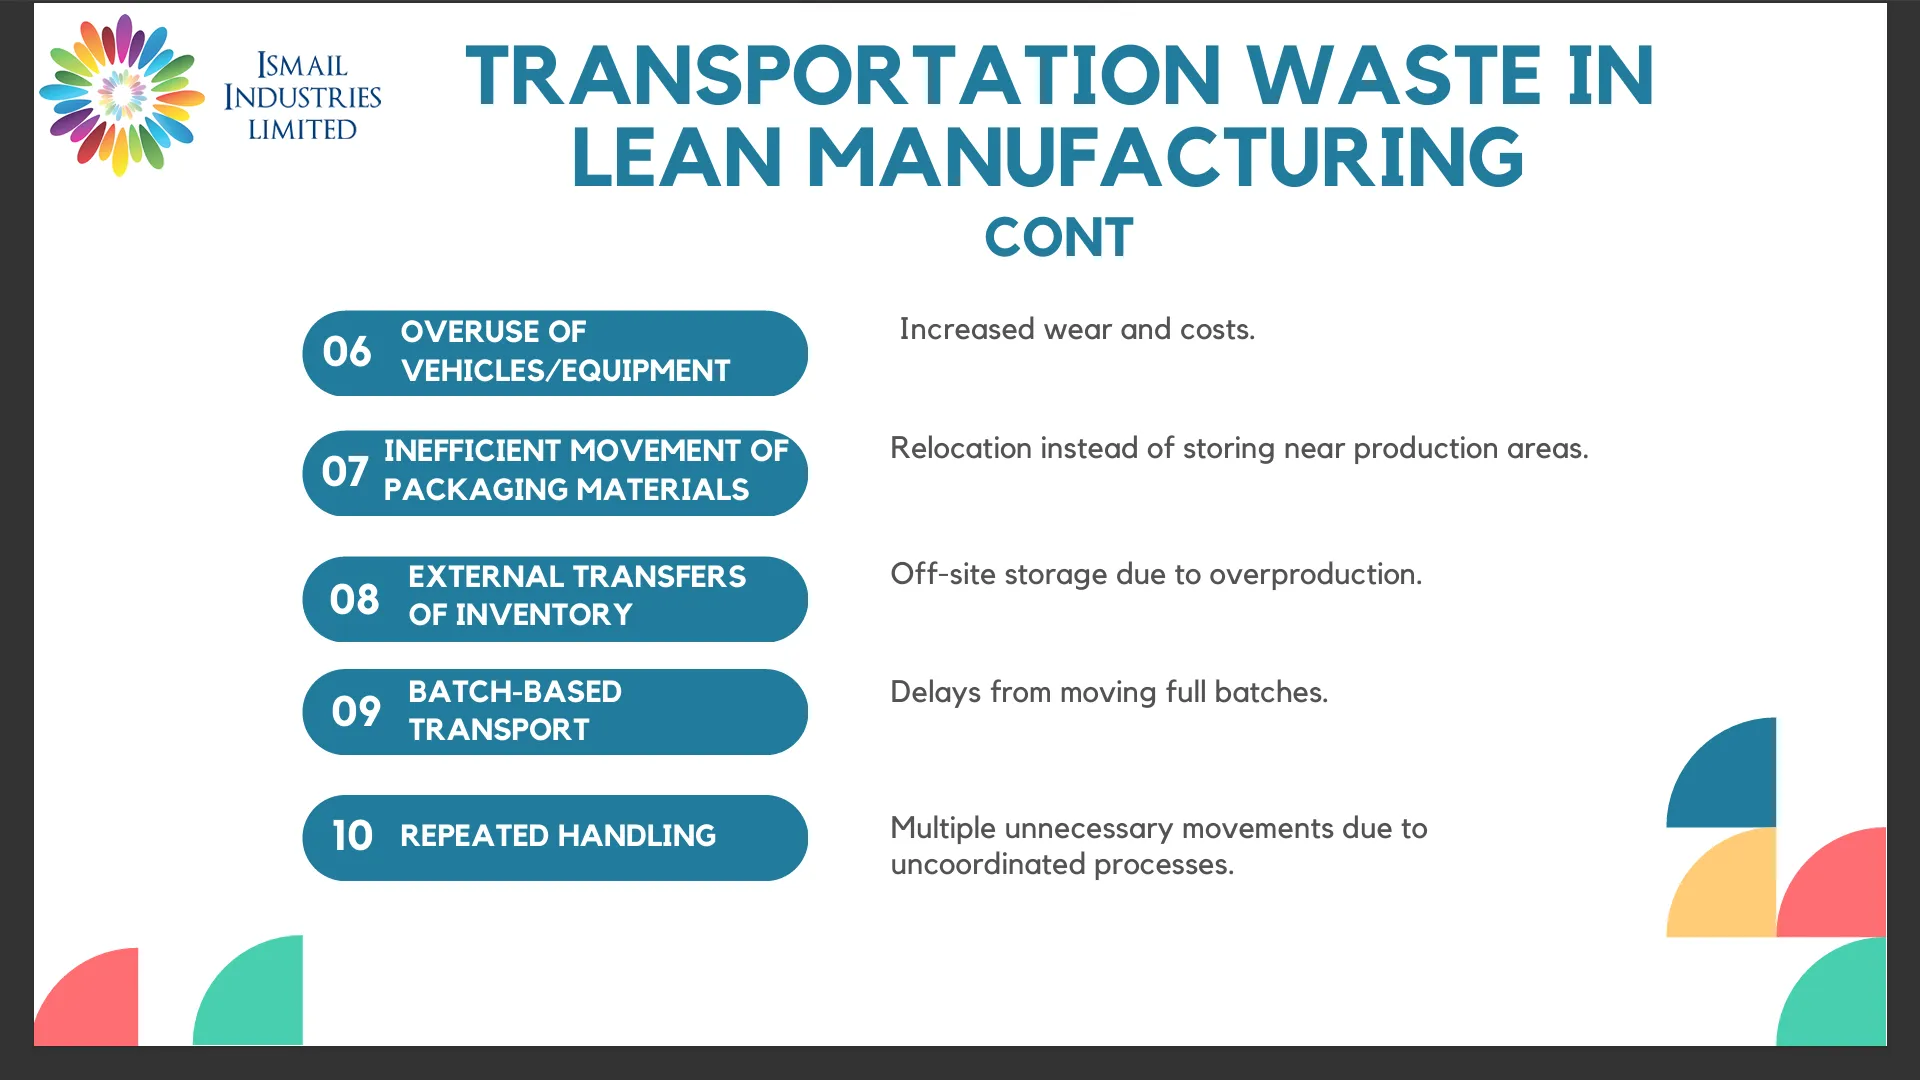 ISMAIL
INDUSTRIES
LIMITED
TRANSPORTATION WASTE IN
LEAN MANUFACTURING
CONT
06
OVERUSE OF
VEHICLES/EQUIPMENT
Increased wear and costs.
07
INEFFICIENT MOVEMENT OF
PACKAGING MATERIALS
Relocation instead of storing near production areas.
08
EXTERNAL TRANSFERS
OF INVENTORY
Off-site storage due to overproduction.
09
BATCH-BASED
TRANSPORT
Delays from moving full batches.
10
REPEATED HANDLING
Multiple unnecessary movements due to
uncoordinated processes.